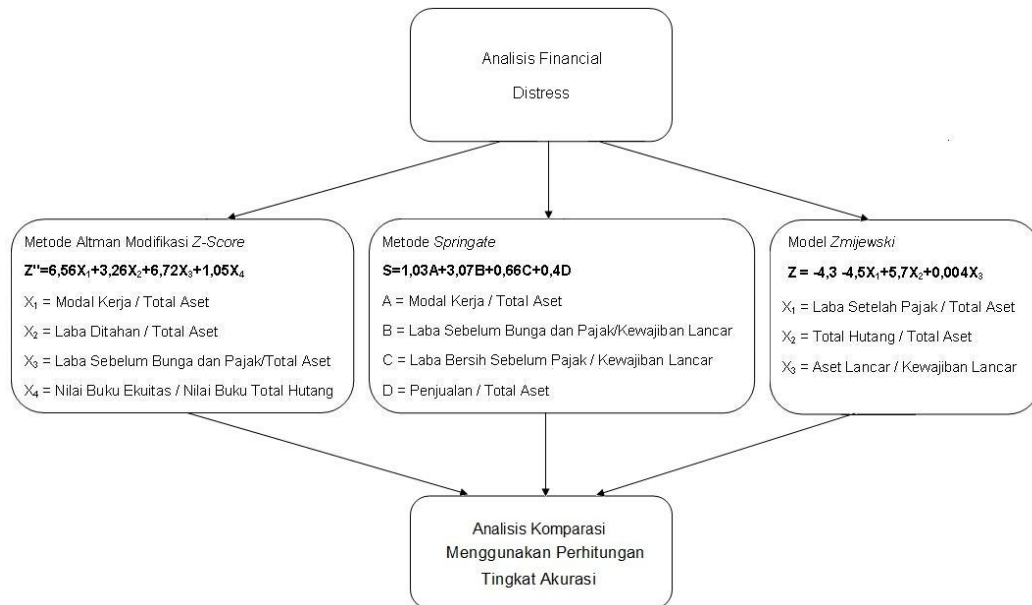 Analisis Financial
Distress
Metode Altman Modifikasi Z-Score
Z"=6,56X₁+3,26X₂+6,72X₃+1,05X₄
X₁ = Modal Kerja / Total Aset
X₂ = Laba Ditahan / Total Aset
X₃ = Laba Sebelum Bunga dan Pajak/Total Aset
X₄ = Nilai Buku Ekuitas / Nilai Buku Total Hutang
Metode Springate
S=1,03A+3,07B+0,66C+0,4D
A = Modal Kerja / Total Aset
B = Laba Sebelum Bunga dan Pajak/Kewajiban Lancar
C = Laba Bersih Sebelum Pajak / Kewajiban Lancar
D = Penjualan / Total Aset
Model Zmijewski
Z = -4,3 -4,5X₁+5,7X₂+0,004X₃
X₁ = Laba Setelah Pajak / Total Aset
X₂ = Total Hutang / Total Aset
X₃ = Aset Lancar / Kewajiban Lancar
Analisis Komparasi
Menggunakan Perhitungan
Tingkat Akurasi